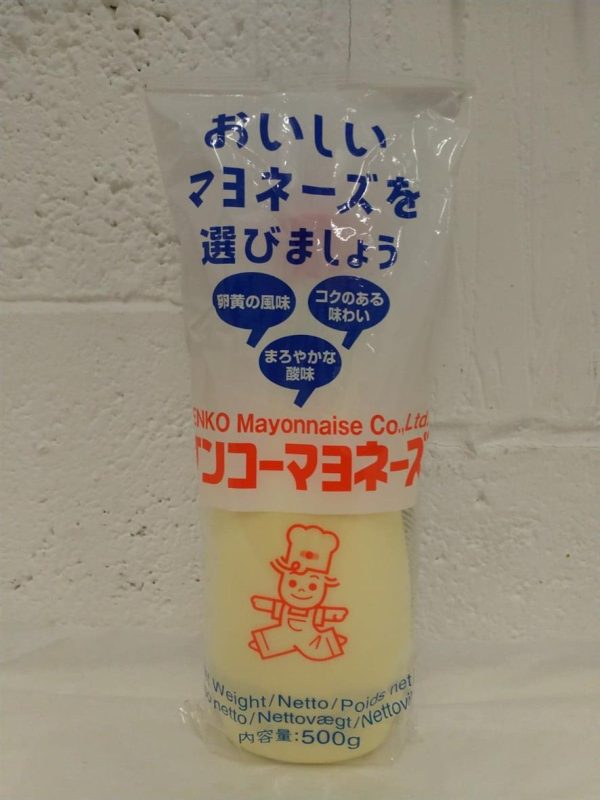 おいしい
マヨネーズを
選びましょう
卵黄の風味
コクのある
味わい
まろやかな
酸味
ENKO Mayonnaise Co.,Ltd.
ケンコーマヨネーズ
Weight/Netto/Poids net
netto/Nettovægt/Nettovi
内容量:500g